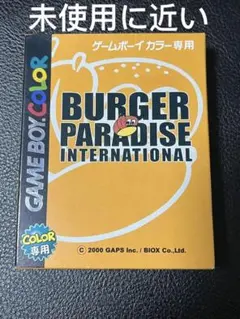 未使用に近い
ゲームボーイ カラー専用
GAME BOY COLOR
BURGER
PARADISE
INTERNATIONAL
COLOR
専用
© 2000 GAPS Inc. / BIOX Co.,Ltd.